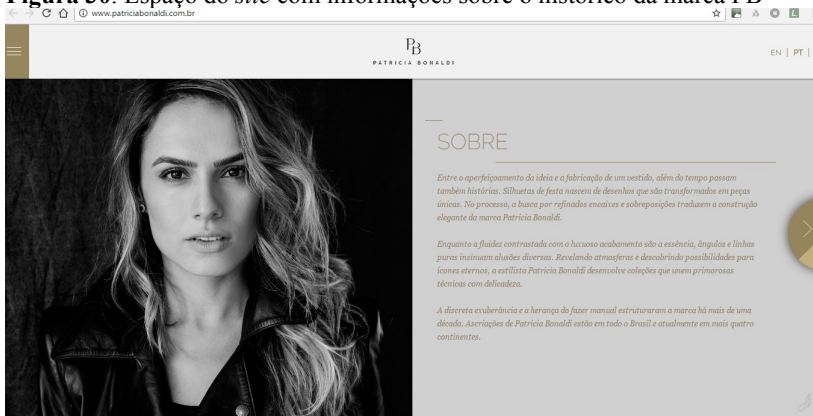 Figura 30: Espaço do site com informações sobre o histórico da marca PB
www.patriciabonaldi.com.br
PB
PATRICIA BONALDI
EN | PT |
SOBRE
Entre o aperfeiçoamento da ideia e a fabricação de um vestido, além do tempo passam
também histórias. Silhuetas de festa nascem de desenhos que são transformados em peças
únicas. No processo, a busca por refinados encaixes e sobreposições traduzem a construção
elegante da marca Patricia Bonaldi.
Enquanto a fluidez contrastada com o luxuoso acabamento são a essência, ângulos e linhas
puras insinuam alusões diversas. Revelando atmosferas e descobrindo possibilidades para
ícones eternos, a estilista Patricia Bonaldi desenvolve coleções que unem primorosas
técnicas com delicadeza.
A discreta exuberância e a herança do fazer manual estruturaram a marca há mais de uma
década. Ascriações de Patricia Bonaldi estão em todo o Brasil e atualmente em mais quatro
continentes.